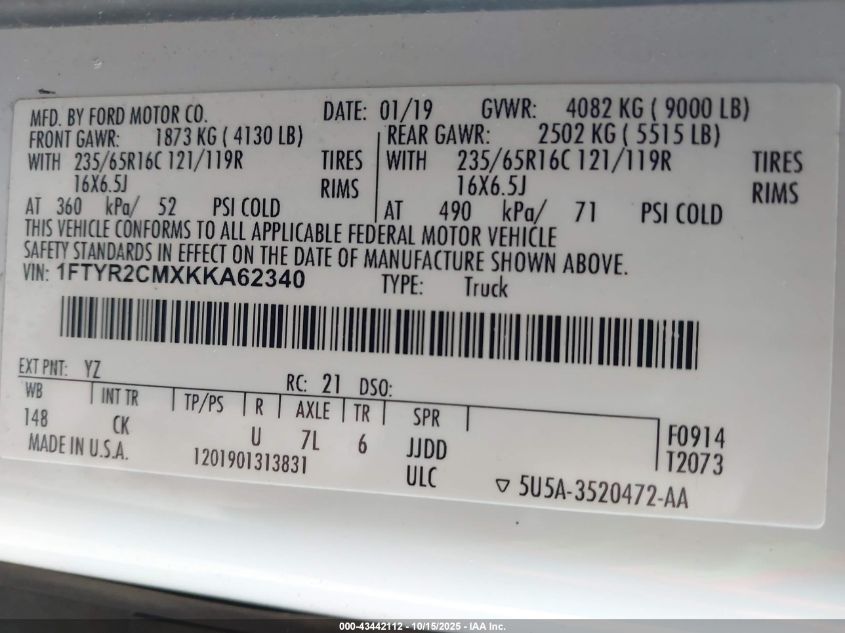 MFD. BY FORD MOTOR CO. DATE: 01/19 GVWR: 4082 KG ( 9000 LB)
FRONT GAWR: 1873 KG ( 4130 LB) REAR GAWR: 2502 KG ( 5515 LB)
WITH 235/65R16C 121/119R TIRES WITH 235/65R16C 121/119R TIRES
16X6.5J RIMS 16X6.5J RIMS
AT 360 kPa/ 52 PSI COLD AT 490 kPa/ 71 PSI COLD
THIS VEHICLE CONFORMS TO ALL APPLICABLE FEDERAL MOTOR VEHICLE
SAFETY STANDARDS IN EFFECT ON THE DATE OF MANUFACTURE SHOWN ABOVE.
VIN: 1FTYR2CMXKKA62340 TYPE: Truck
EXT PNT: YZ RC: 21 DSO:
WB INT TR TP/PS R AXLE TR SPR
148 CK U 7L 6 JJDD F0914
MADE IN U.S.A. 1201901313831 ULC T2073
▽ 5U5A-3520472-AA
000-43442112 - 10/15/2025 - IAA Inc.